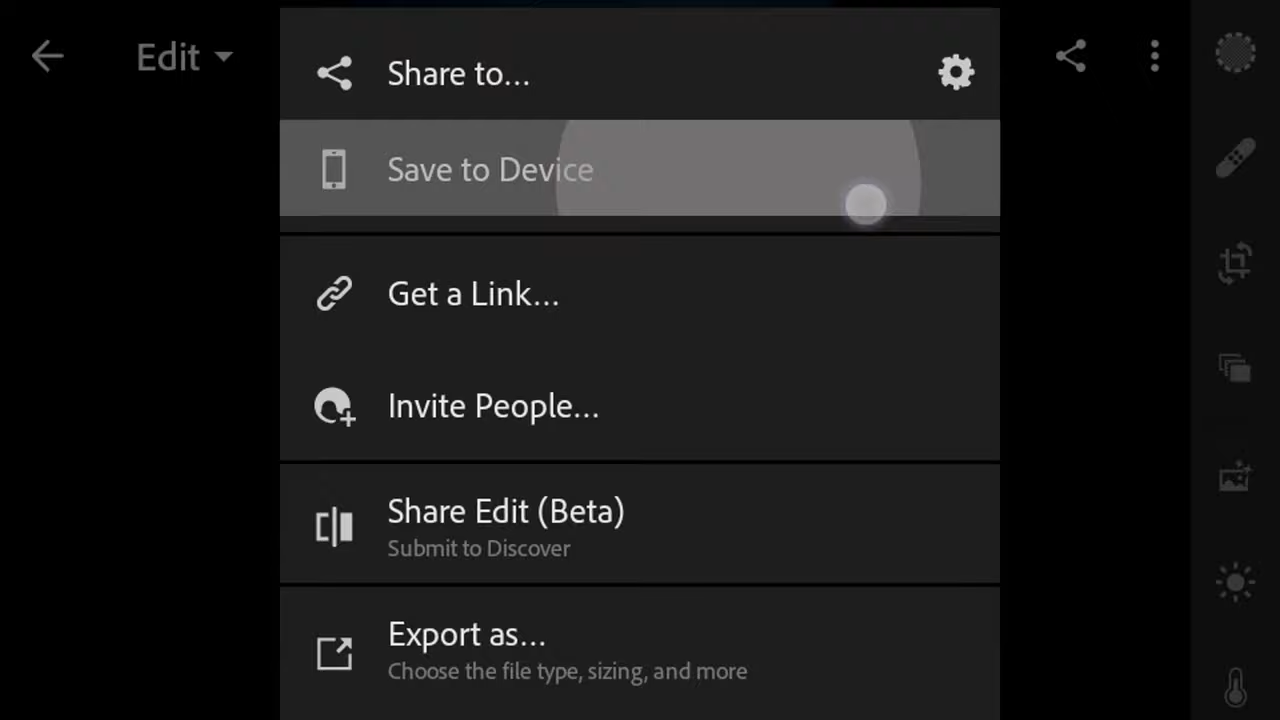 Edit
Share to...
Save to Device
Get a Link...
Invite People...
Share Edit (Beta)
Submit to Discover
Export as...
Choose the file type, sizing, and more